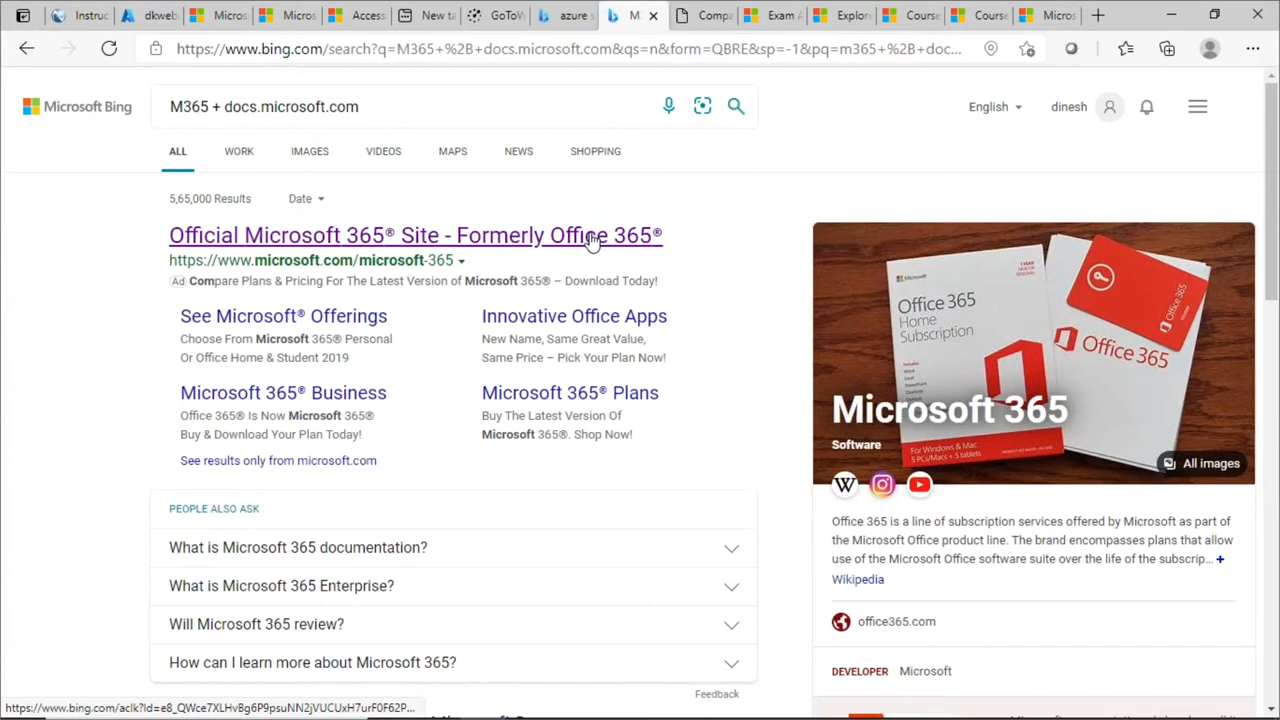 Instruc
dkweb
Micros
Micros
Access
New ta
GoToW
azure s
M
Compa
Exam A
Explor
Course
Course
Micros
https://www.bing.com/search?q=M365+%2B+docs.microsoft.com&qs=n&form=QBRE&sp=-1&pq=m365+%2B+doc...
Microsoft Bing
M365 + docs.microsoft.com
English
dinesh
ALL
WORK
IMAGES
VIDEOS
MAPS
NEWS
SHOPPING
5,65,000 Results
Date
Official Microsoft 365® Site - Formerly Office 365®
https://www.microsoft.com/microsoft-365
Ad Compare Plans & Pricing For The Latest Version of Microsoft 365® – Download Today!
See Microsoft® Offerings
Choose From Microsoft 365® Personal
Or Office Home & Student 2019
Innovative Office Apps
New Name, Same Great Value,
Same Price – Pick Your Plan Now!
Microsoft 365® Business
Office 365® Is Now Microsoft 365®
Buy & Download Your Plan Today!
Microsoft 365® Plans
Buy The Latest Version Of
Microsoft 365®. Shop Now!
See results only from microsoft.com
PEOPLE ALSO ASK
What is Microsoft 365 documentation?
What is Microsoft 365 Enterprise?
Will Microsoft 365 review?
How can I learn more about Microsoft 365?
Feedback
https://www.bing.com/aclk?ld=e8_QWce7XLHvBg6P9psuNN2jVUCUxH7urF0F62P...
Microsoft
Office 365
Home
Subscription
For Windows & Mac
5 PCs/Macs + 5 tablets
Office 365
Microsoft 365
Software
All images
Office 365 is a line of subscription services offered by Microsoft as part of
the Microsoft Office product line. The brand encompasses plans that allow
use of the Microsoft Office software suite over the life of the subscrip... +
Wikipedia
office365.com
DEVELOPER Microsoft